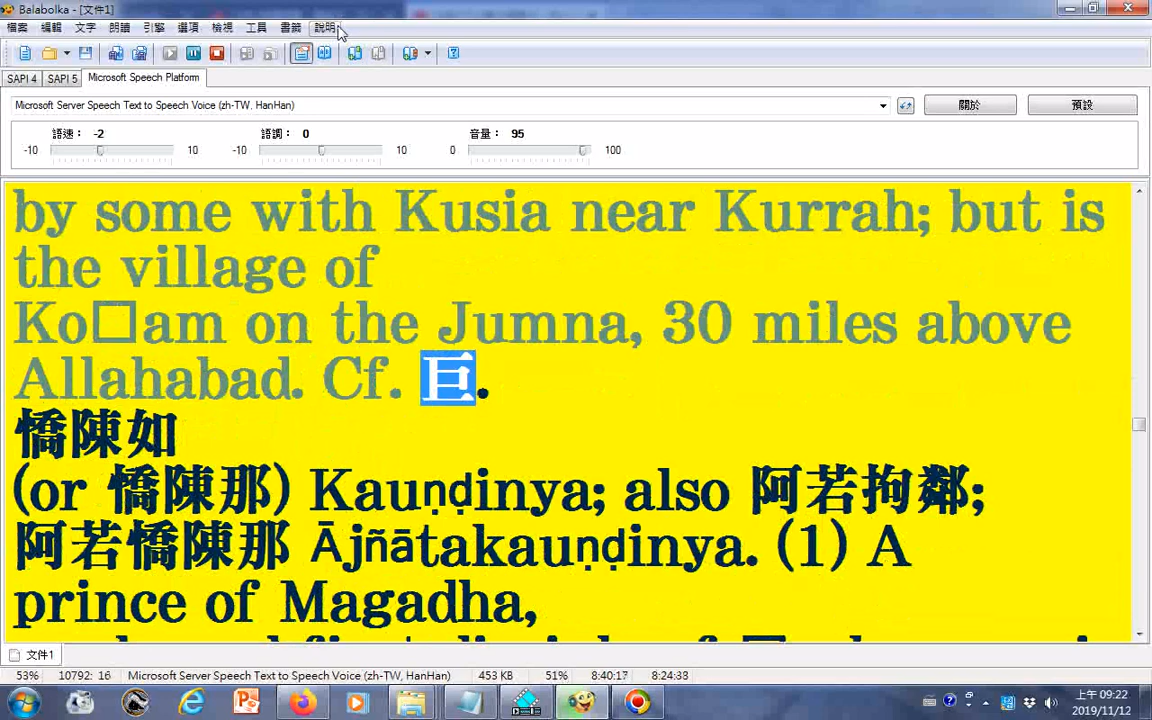 Balabolka - [文件1]
檔案 編輯 文字 朗讀 引擎 選項 檢視 工具 書籤 說明
SAPI 4 SAPI 5 Microsoft Speech Platform
Microsoft Server Speech Text to Speech Voice (zh-TW, HanHan) 關於 預設
語速： -2 語調： 0 音量： 95
-10 10 -10 10 0 100
by some with Kusia near Kurrah; but is
the village of
Ko□am on the Jumna, 30 miles above
Allahabad. Cf. 巨.
憍陳如
(or 憍陳那) Kauṇḍinya; also 阿若拘鄰;
阿若憍陳那 Ājñātakauṇḍinya. (1) A
prince of Magadha,
文件1
53% 10792: 16 Microsoft Server Speech Text to Speech Voice (zh-TW, HanHan) 453 KB 51% 8:40:17 8:24:33
上午 09:22
2019/11/12